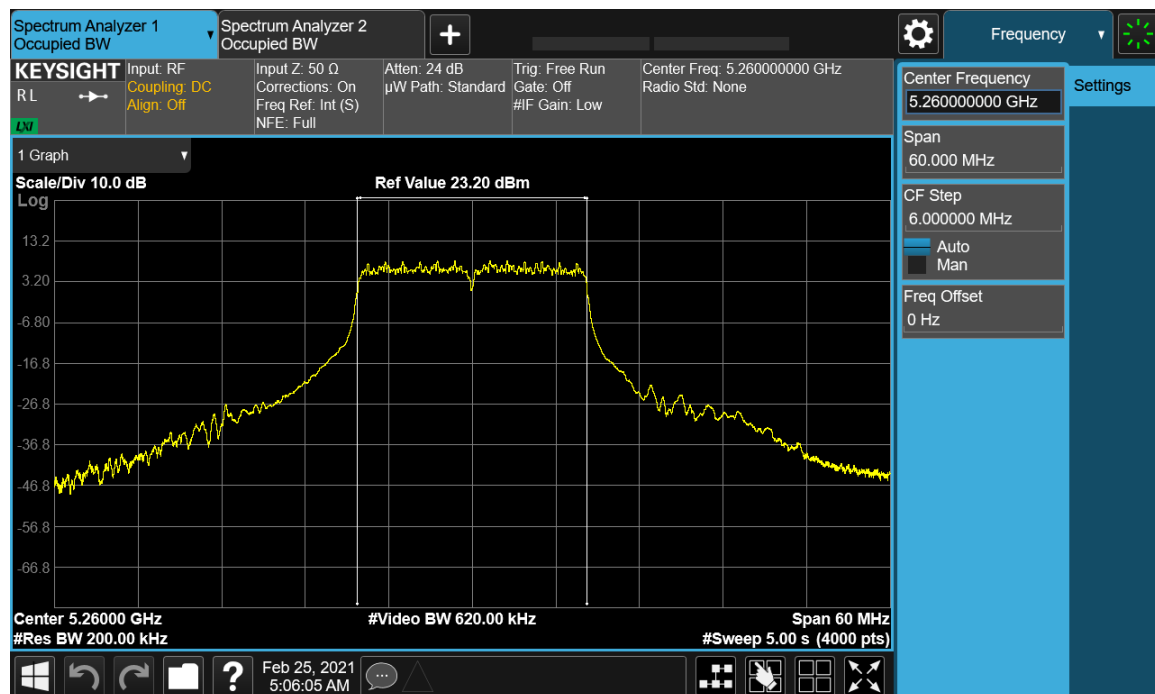 Spectrum Analyzer 1
Occupied BW
Spectrum Analyzer 2
Occupied BW
+
Frequency
KEYSIGHT
R L
LXI
Input: RF
Coupling: DC
Align: Off
Input Z: 50 Ω
Corrections: On
Freq Ref: Int (S)
NFE: Full
Atten: 24 dB
µW Path: Standard
Trig: Free Run
Gate: Off
#IF Gain: Low
Center Freq: 5.260000000 GHz
Radio Std: None
Center Frequency
5.260000000 GHz
Settings
Span
60.000 MHz
CF Step
6.000000 MHz
Auto
Man
Freq Offset
0 Hz
1 Graph
Scale/Div 10.0 dB
Ref Value 23.20 dBm
Log
13.2
3.20
-6.80
-16.8
-26.8
-36.8
-46.8
-56.8
-66.8
Center 5.26000 GHz
#Video BW 620.00 kHz
Span 60 MHz
#Res BW 200.00 kHz
#Sweep 5.00 s (4000 pts)
?
Feb 25, 2021
5:06:05 AM